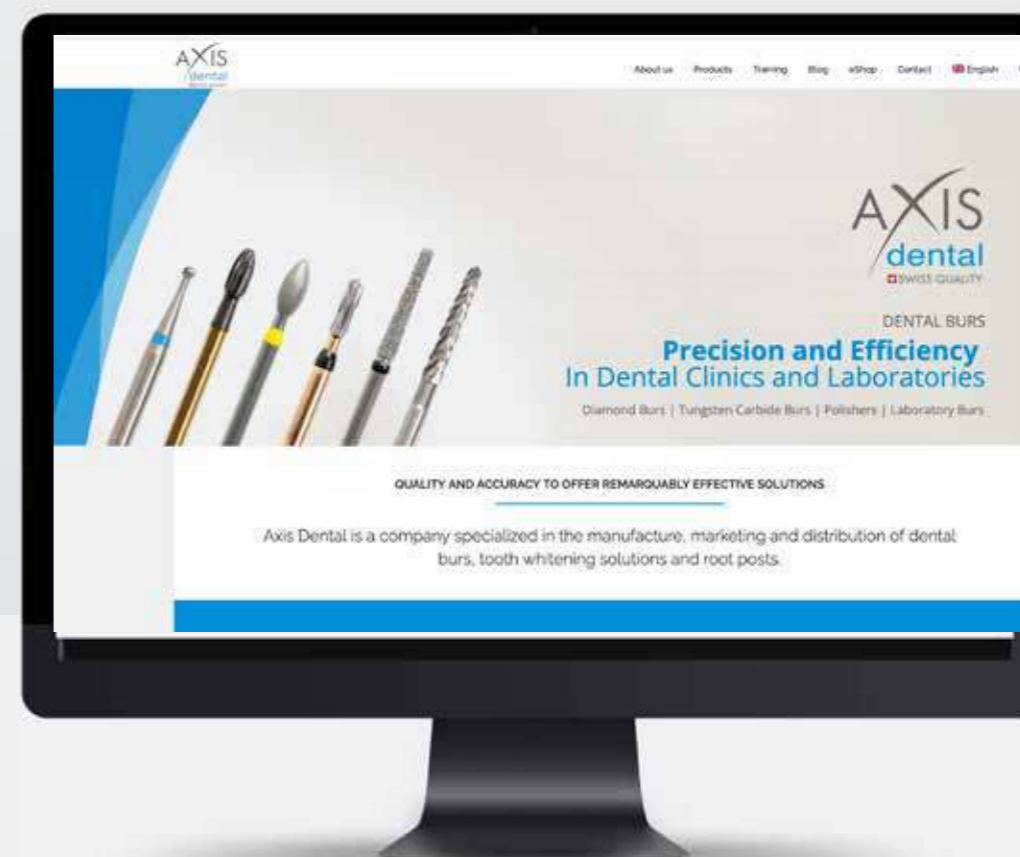 AXIS
dental
About us Products Training Blog eShop Contact English
AXIS
dental
SWISS QUALITY
DENTAL BURS
Precision and Efficiency
In Dental Clinics and Laboratories
Diamond Burs | Tungsten Carbide Burs | Polishers | Laboratory Burs
QUALITY AND ACCURACY TO OFFER REMARQUABLY EFFECTIVE SOLUTIONS
Axis Dental is a company specialized in the manufacture, marketing and distribution of dental
burs, tooth whitening solutions and root posts.